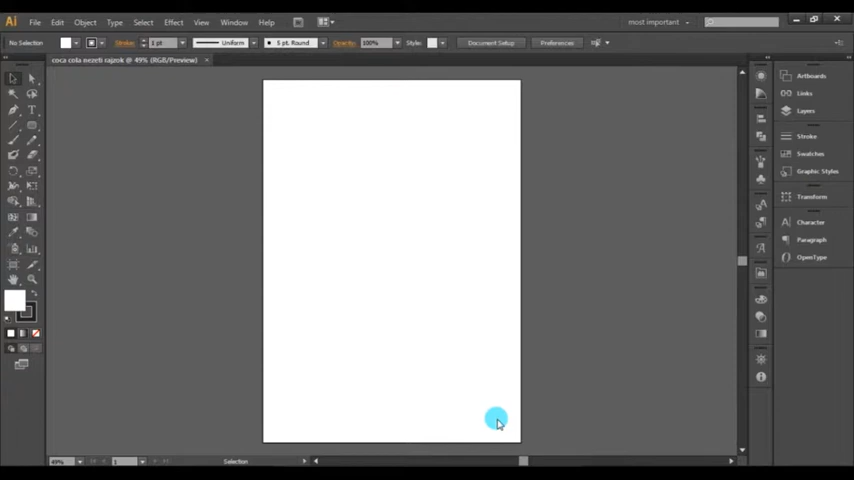 Ai File Edit Object Type Select Effect View Window Help most important
No Selection Stroke: 1 pt Uniform 5 pt. Round Opacity: 100% Style: Document Setup Preferences
coca cola nezeti rajzok @ 49% (RGB/Preview) ×
Artboards
Links
Layers
Stroke
Swatches
Graphic Styles
Transform
Character
Paragraph
OpenType
49% 1 Selection